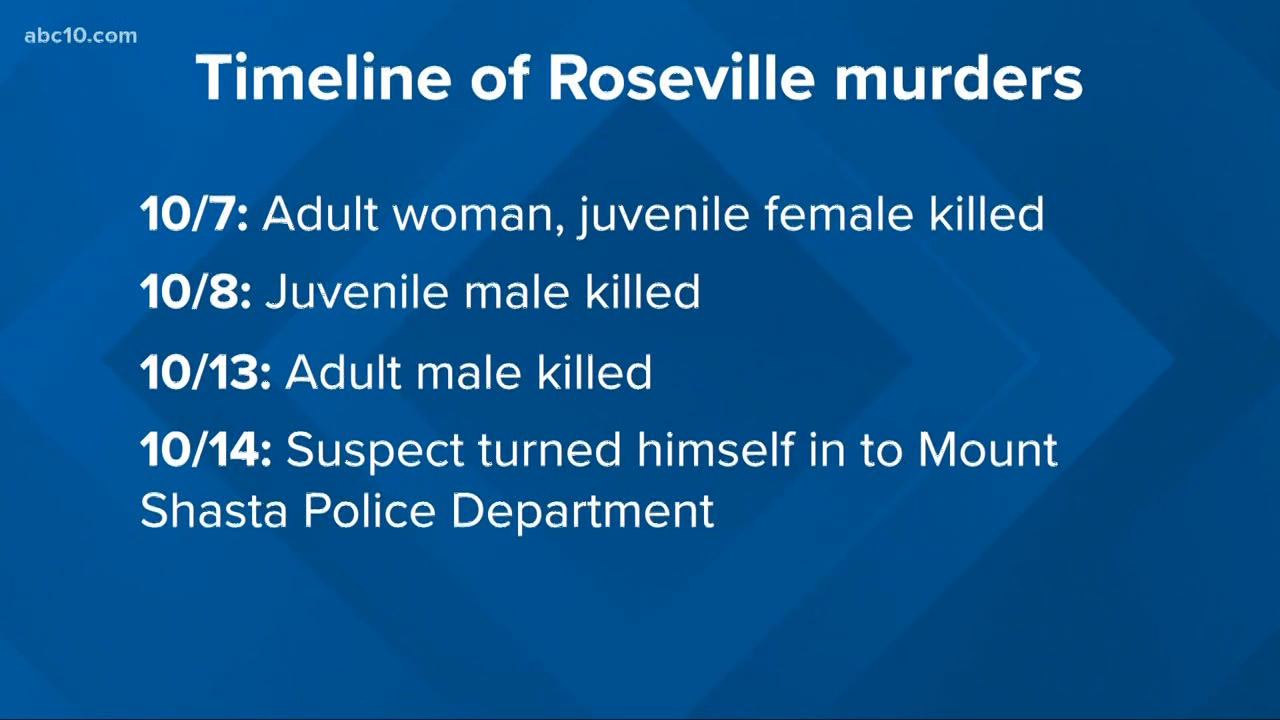 abc10.com
Timeline of Roseville murders
10/7: Adult woman, juvenile female killed
10/8: Juvenile male killed
10/13: Adult male killed
10/14: Suspect turned himself in to Mount
Shasta Police Department